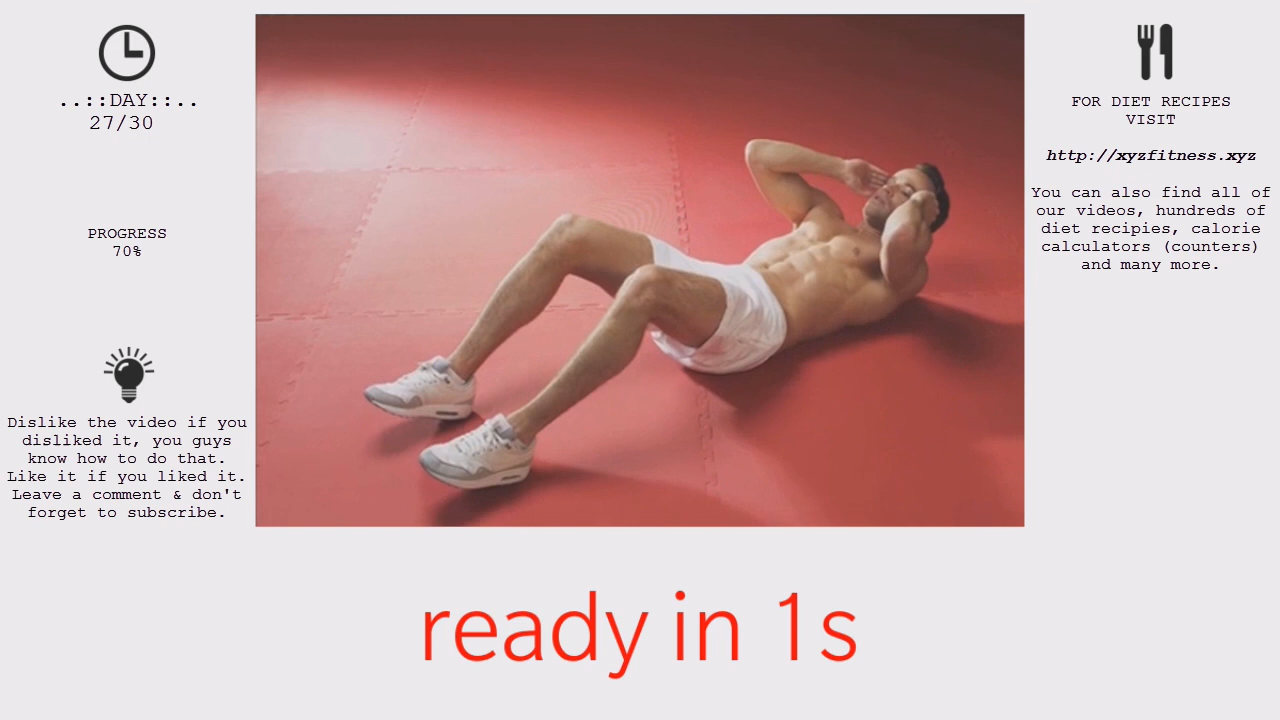 ..::DAY::..
27/30
PROGRESS
70%
Dislike the video if you
disliked it, you guys
know how to do that.
Like it if you liked it.
Leave a comment & don't
forget to subscribe.
FOR DIET RECIPES
VISIT
http://xyzfitness.xyz
You can also find all of
our videos, hundreds of
diet recipies, calorie
calculators (counters)
and many more.
ready in 1s